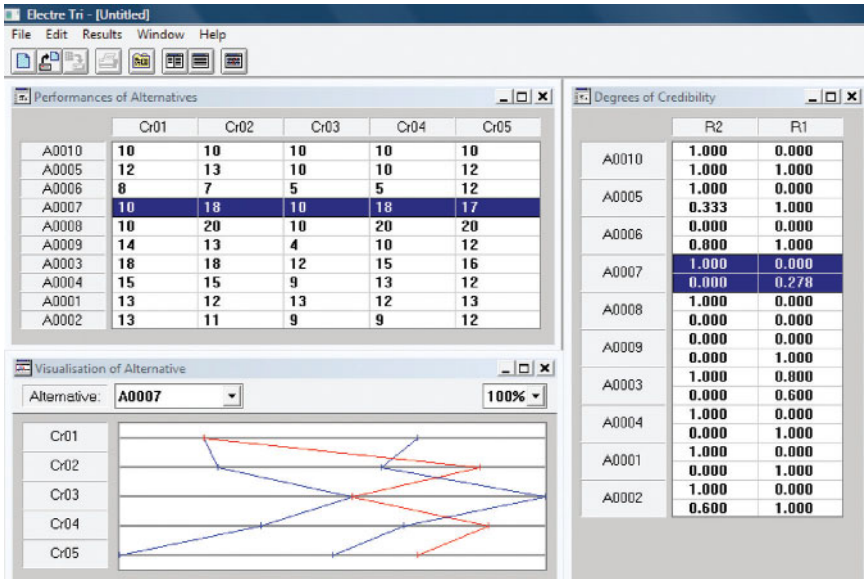 Electre Tri - [Untitled]
File Edit Results Window Help
Performances of Alternatives
Cr01 Cr02 Cr03 Cr04 Cr05
A0010 10 10 10 10 10
A0005 12 13 10 10 12
A0006 8 7 5 5 12
A0007 10 18 10 18 17
A0008 10 20 10 20 20
A0009 14 13 4 10 12
A0003 18 18 12 15 16
A0004 15 15 9 13 12
A0001 13 12 13 12 13
A0002 13 11 9 9 12
Visualisation of Alternative
Alternative: A0007 100%
Cr01
Cr02
Cr03
Cr04
Cr05
Degrees of Credibility
R2 R1
A0010 1.000 0.000
1.000 1.000
A0005 1.000 0.000
0.333 1.000
A0006 0.000 0.000
0.800 1.000
A0007 1.000 0.000
0.000 0.278
A0008 1.000 0.000
0.000 0.000
A0009 0.000 0.000
0.000 1.000
A0003 1.000 0.800
0.000 0.600
A0004 1.000 0.000
0.000 1.000
A0001 1.000 0.000
0.000 1.000
A0002 1.000 0.000
0.600 1.000